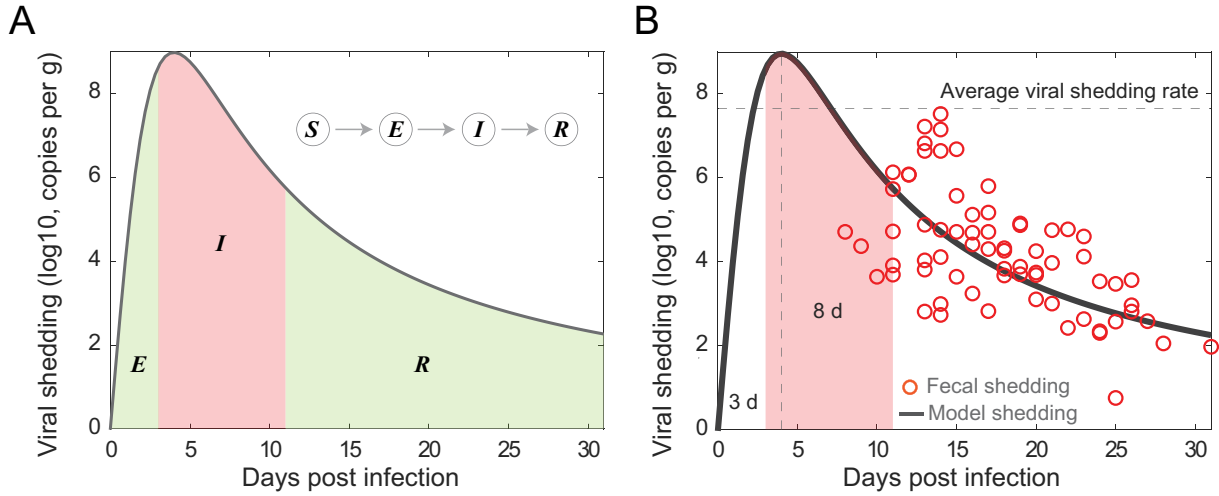 A
Viral shedding (log10, copies per g)
8
6
4
2
0
S E I R
E
I
R
0 5 10 15 20 25 30
Days post infection
B
Viral shedding (log10, copies per g)
8
6
4
2
0
Average viral shedding rate
3 d
8 d
Fecal shedding
Model shedding
0 5 10 15 20 25 30
Days post infection